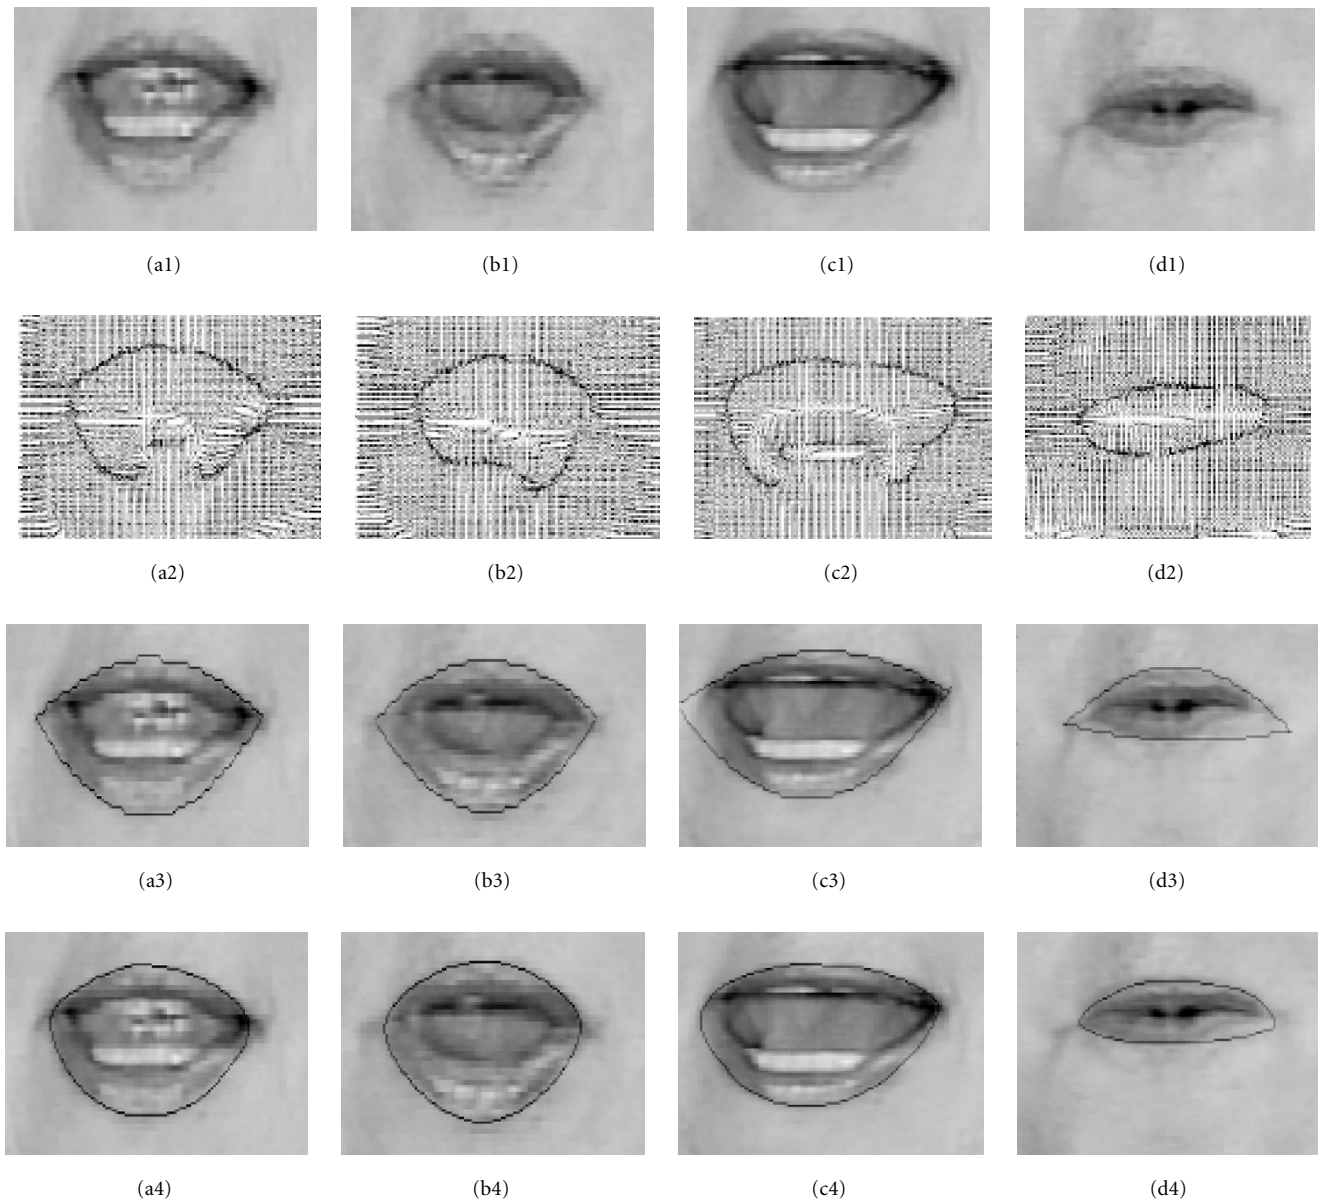 (a1) (b1) (c1) (d1)
(a2) (b2) (c2) (d2)
(a3) (b3) (c3) (d3)
(a4) (b4) (c4) (d4)